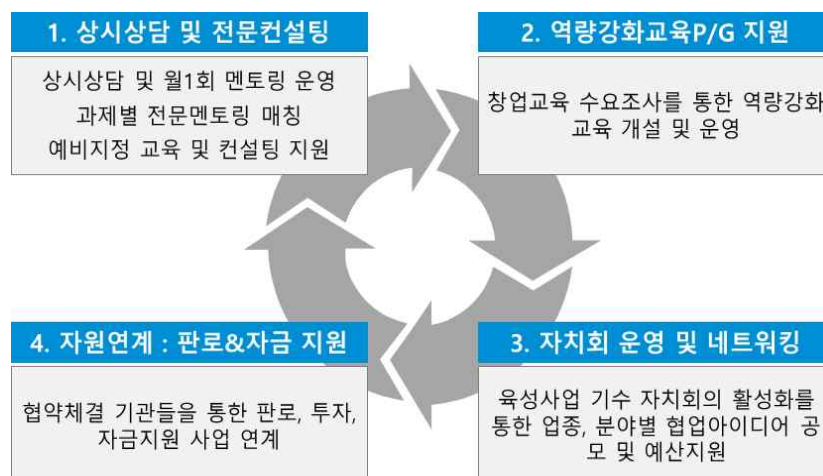 1. 상시상담 및 전문컨설팅
상시상담 및 월1회 멘토링 운영
과제별 전문멘토링 매칭
예비지정 교육 및 컨설팅 지원
2. 역량강화교육P/G 지원
창업교육 수요조사를 통한 역량강화
교육 개설 및 운영
3. 자치회 운영 및 네트워킹
육성사업 기수 자치회의 활성화를
통한 업종, 분야별 협업아이디어 공
모 및 예산지원
4. 자원연계 : 판로&자금 지원
협약체결 기관들을 통한 판로, 투자,
자금지원 사업 연계